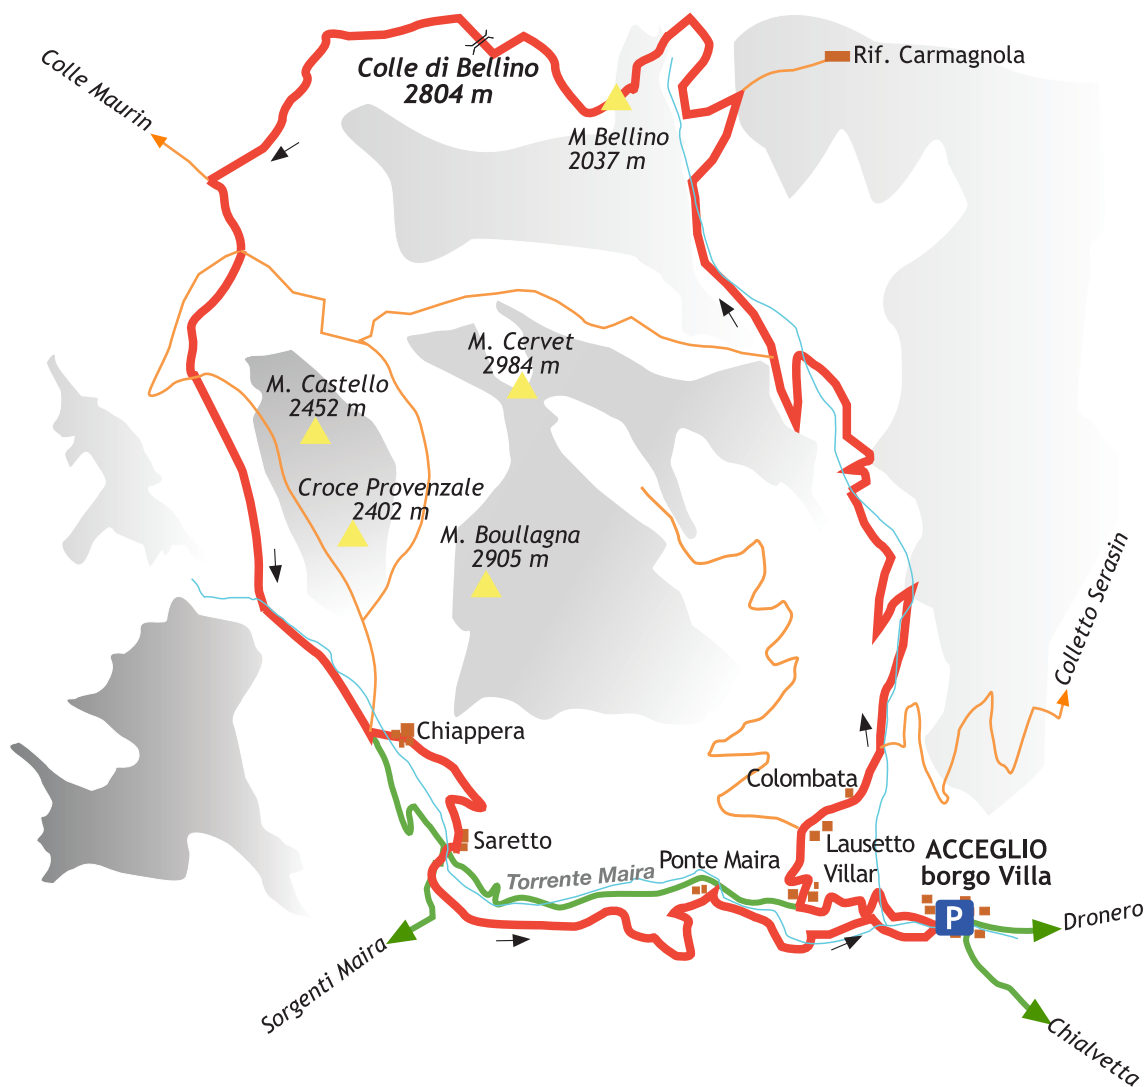 Colle Maurin
Colle di Bellino
2804 m
Rif. Carmagnola
M Bellino
2037 m
M. Cervet
2984 m
M. Castello
2452 m
Croce Provenzale
2402 m
M. Boullagna
2905 m
Colletto Serasin
Chiappera
Colombata
Saretto
Lausetto
Ponte Maira
Villar
ACCEGLIO
borgo Villa
Torrente Maira
P
Dronero
Sorgenti Maira
Chialvetta